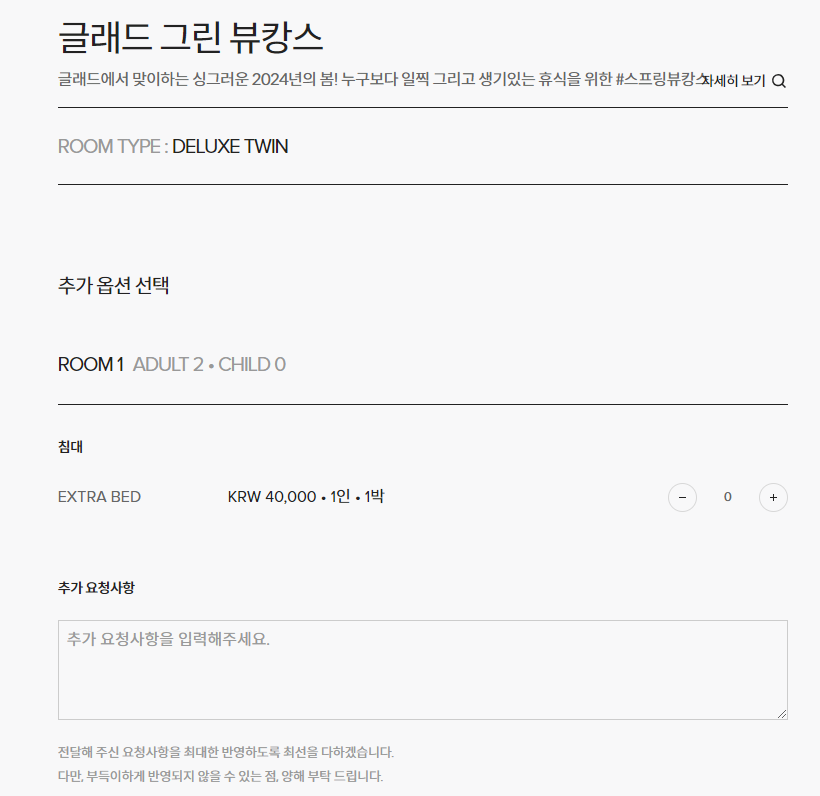 글래드 그린 뷰캉스
글래드에서 맞이하는 싱그러운 2024년의 봄! 누구보다 일찍 그리고 생기있는 휴식을 위한 #스프링뷰캉스 자세히 보기
ROOM TYPE : DELUXE TWIN
추가 옵션 선택
ROOM 1 ADULT 2 • CHILD 0
침대
EXTRA BED KRW 40,000 • 1인 • 1박 − 0 +
추가 요청사항
추가 요청사항을 입력해주세요.
전달해 주신 요청사항을 최대한 반영하도록 최선을 다하겠습니다.
다만, 부득이하게 반영되지 않을 수 있는 점, 양해 부탁 드립니다.